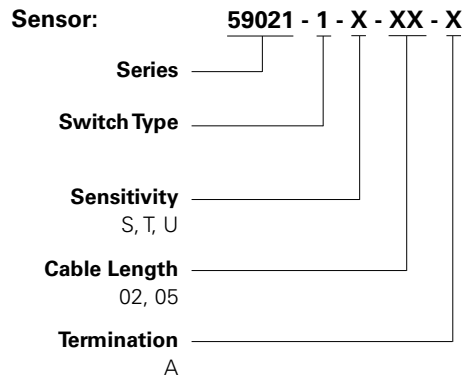 Sensor: 59021 - 1 - X - XX - X
Series
Switch Type
Sensitivity
S, T, U
Cable Length
02, 05
Termination
A